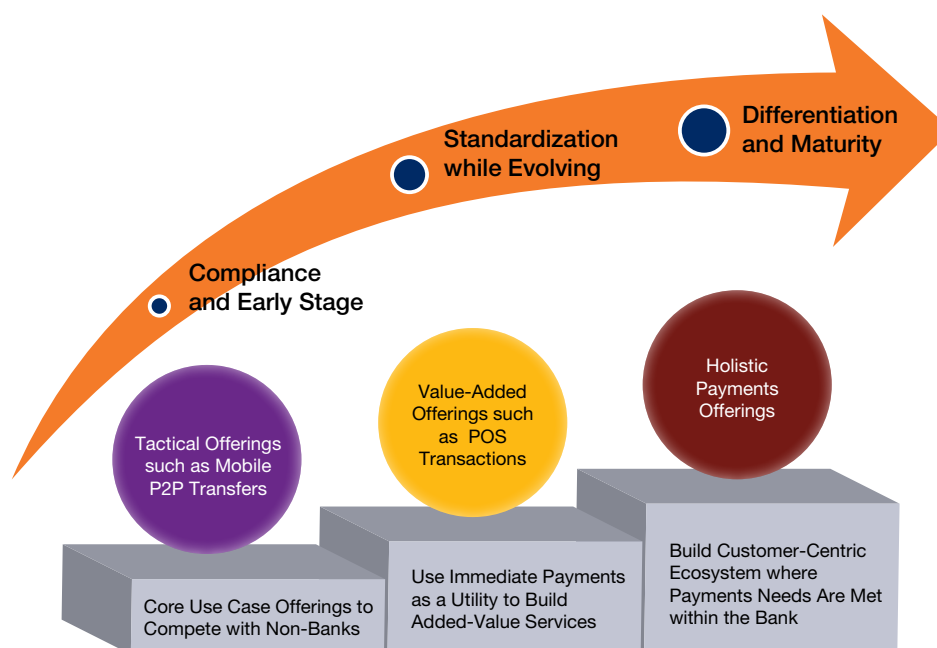 Differentiation
and Maturity
Standardization
while Evolving
Compliance
and Early Stage
Tactical Offerings
such as Mobile
P2P Transfers
Value-Added
Offerings such
as POS
Transactions
Holistic
Payments
Offerings
Core Use Case Offerings to
Compete with Non-Banks
Use Immediate Payments
as a Utility to Build
Added-Value Services
Build Customer-Centric
Ecosystem where
Payments Needs Are Met
within the Bank